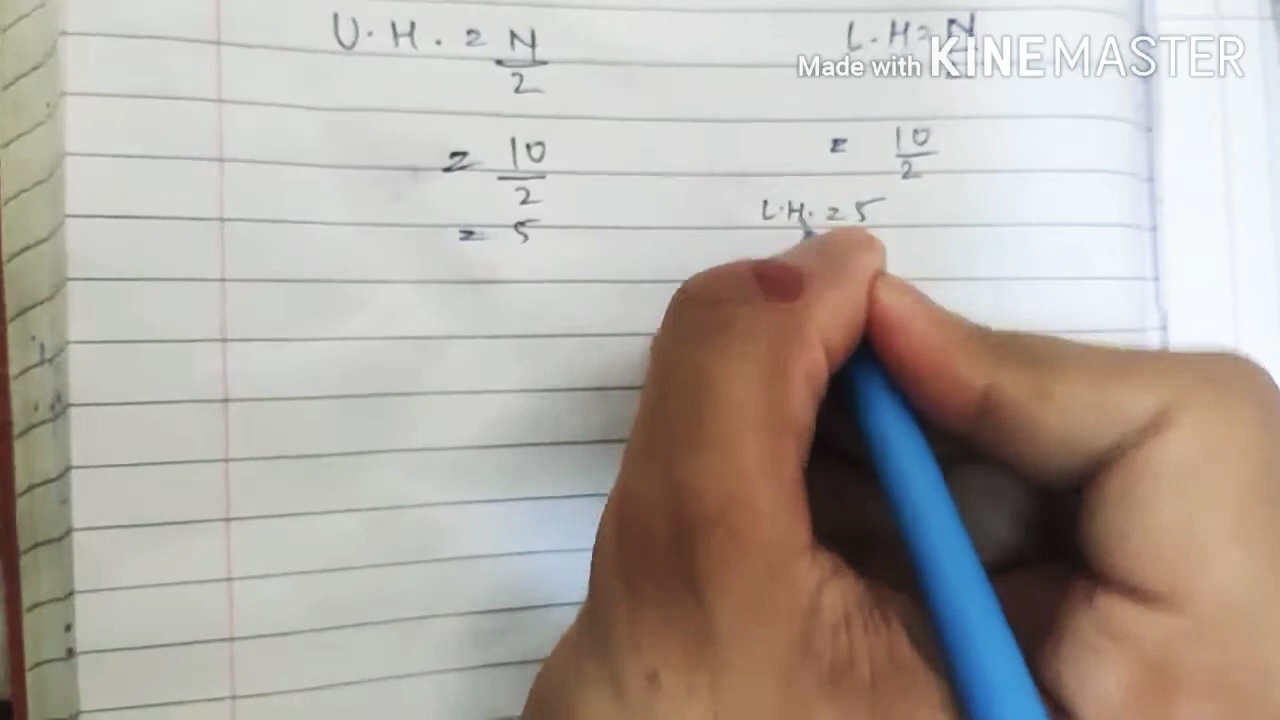 U.H. = N/2 L.H = N
Made with KINEMASTER
= 10/2 = 10/2
= 5 L.H. = 5